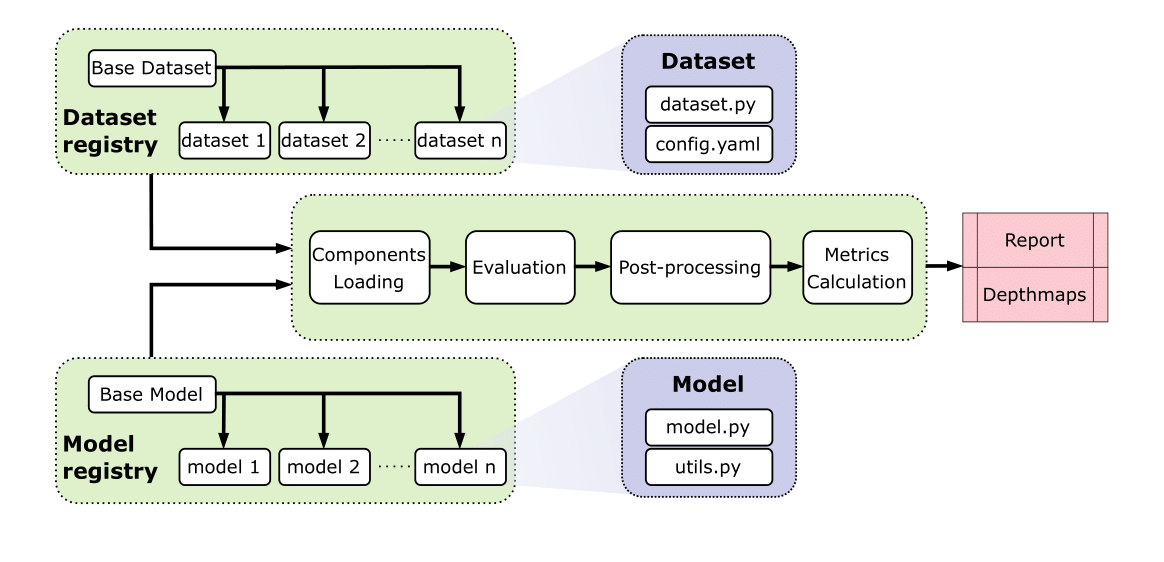 Base Dataset
Dataset
registry
dataset 1
dataset 2
dataset n
Dataset
dataset.py
config.yaml
Components
Loading
Evaluation
Post-processing
Metrics
Calculation
Report
Depthmaps
Base Model
Model
registry
model 1
model 2
model n
Model
model.py
utils.py